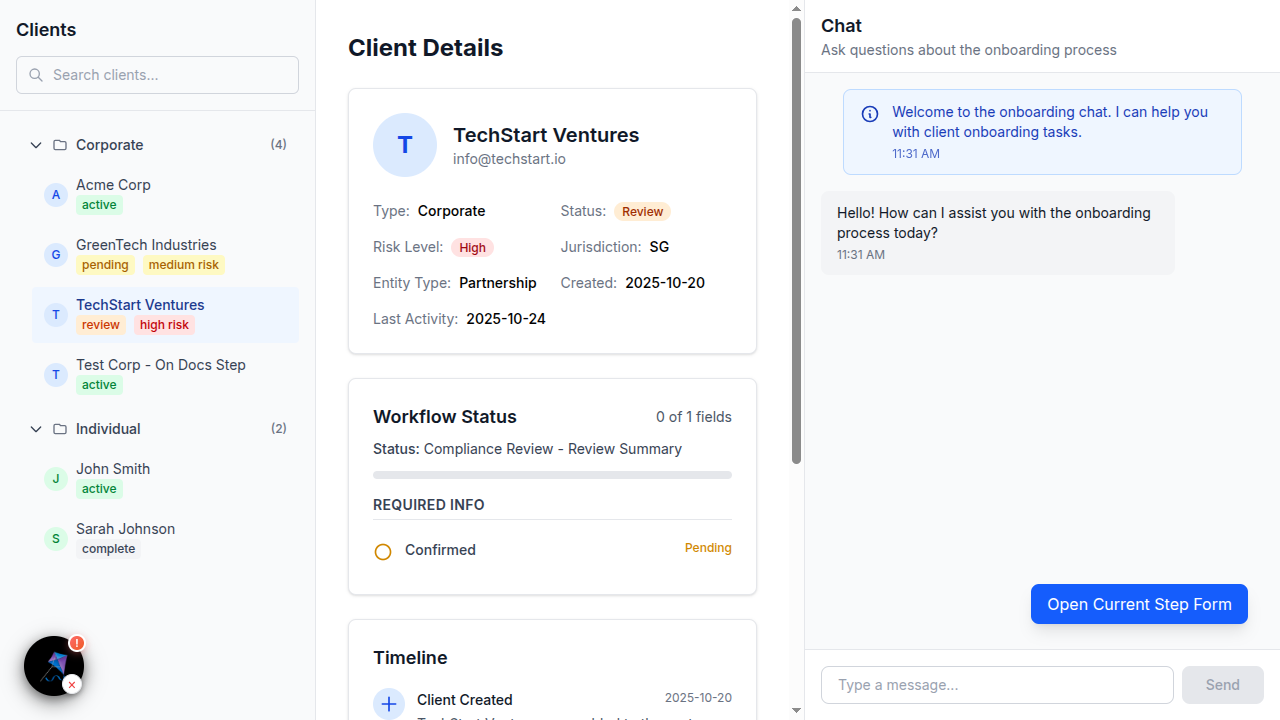 Clients
Search clients...
Corporate (4)
A Acme Corp
active
G GreenTech Industries
pending medium risk
T TechStart Ventures
review high risk
T Test Corp - On Docs Step
active
Individual (2)
J John Smith
active
S Sarah Johnson
complete
!
Client Details
T TechStart Ventures
info@techstart.io
Type: Corporate Status: Review
Risk Level: High Jurisdiction: SG
Entity Type: Partnership Created: 2025-10-20
Last Activity: 2025-10-24
Workflow Status 0 of 1 fields
Status: Compliance Review - Review Summary
REQUIRED INFO
Confirmed Pending
Timeline
Client Created 2025-10-20
Chat
Ask questions about the onboarding process
Welcome to the onboarding chat. I can help you
with client onboarding tasks.
11:31 AM
Hello! How can I assist you with the onboarding
process today?
11:31 AM
Open Current Step Form
Type a message... Send